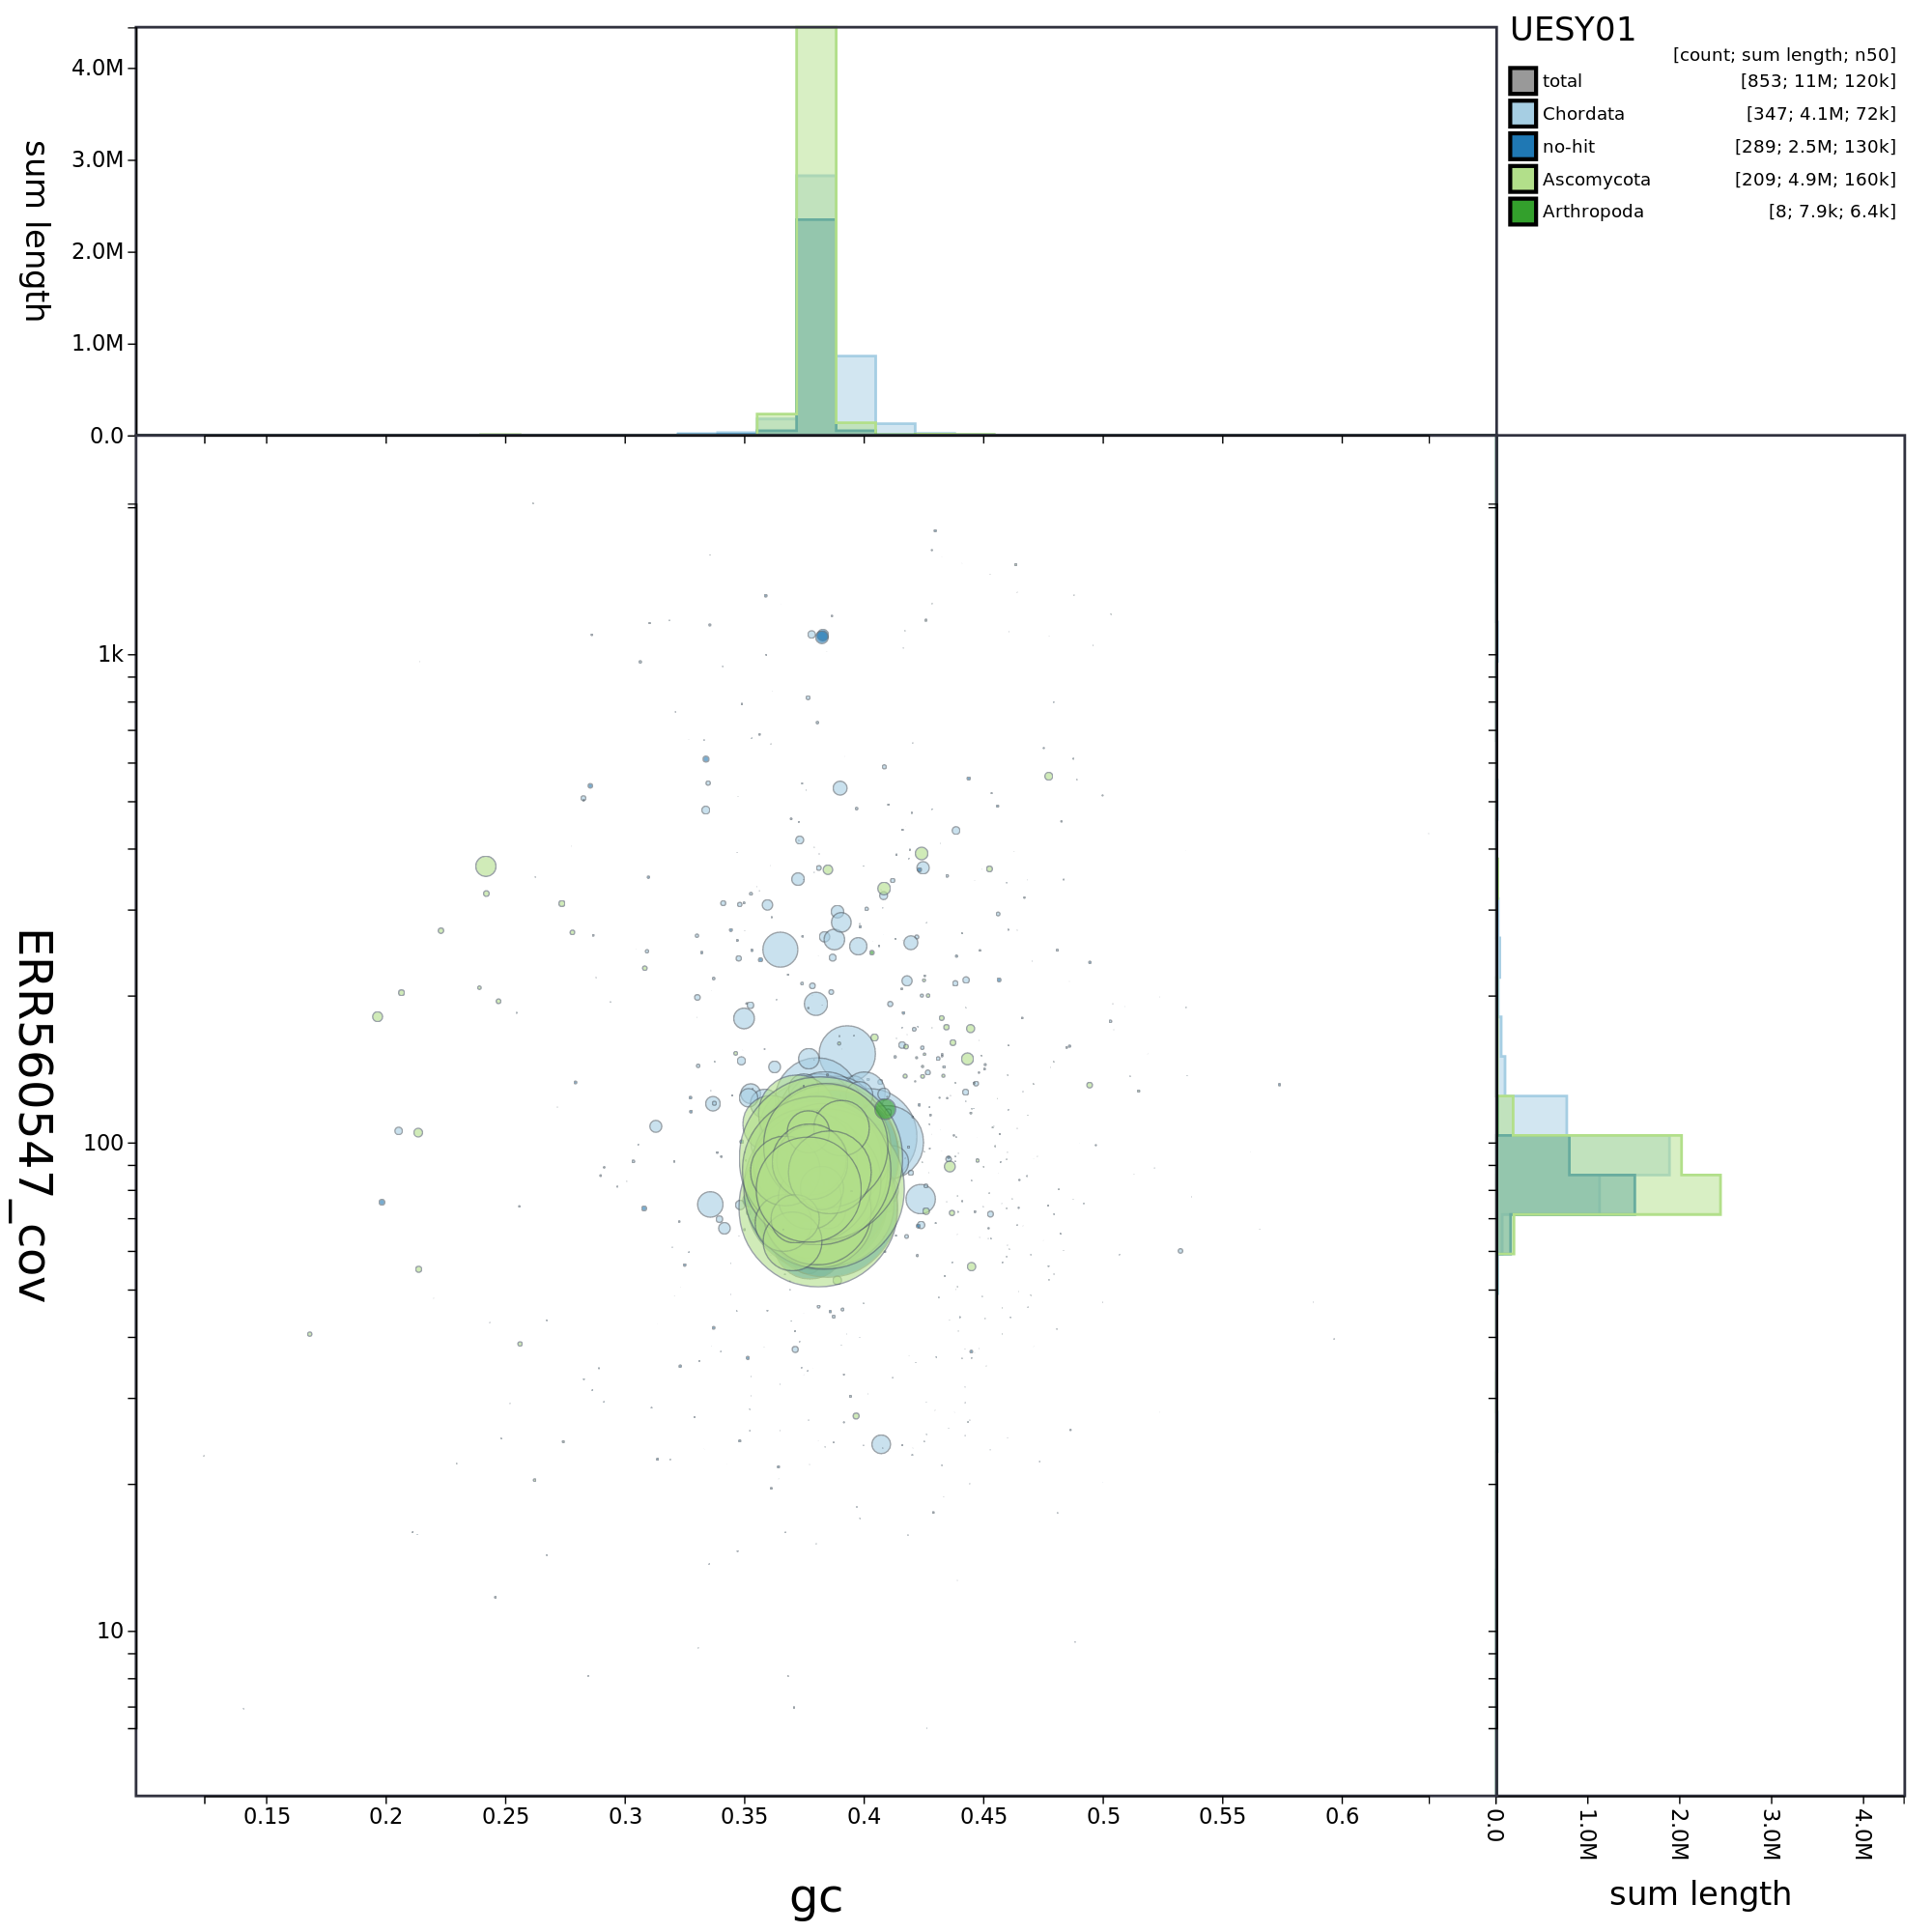 UESY01
[count; sum length; n50]
total [853; 11M; 120k]
Chordata [347; 4.1M; 72k]
no-hit [289; 2.5M; 130k]
Ascomycota [209; 4.9M; 160k]
Arthropoda [8; 7.9k; 6.4k]
sum length
4.0M
3.0M
2.0M
1.0M
0.0
ERR560547_cov
1k
100
10
0.15 0.2 0.25 0.3 0.35 0.4 0.45 0.5 0.55 0.6
gc
0.0 1.0M 2.0M 3.0M 4.0M
sum length